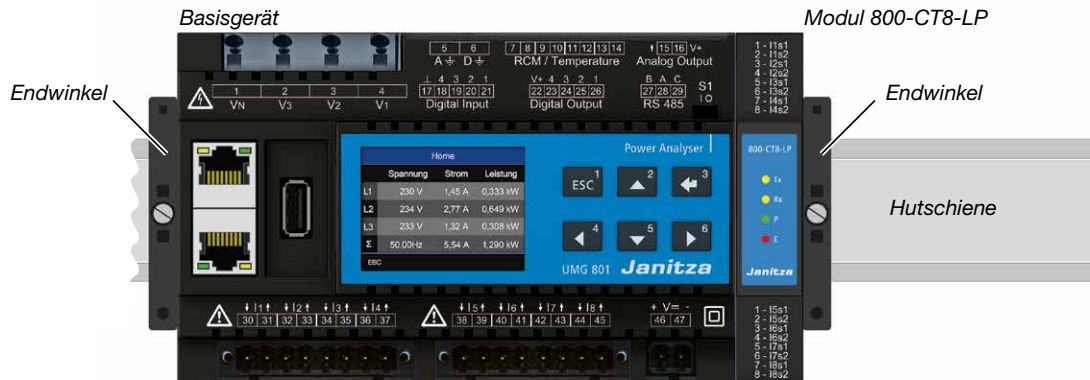 Basisgerät
Modul 800-CT8-LP
Endwinkel
Endwinkel
Hutschiene
5 6
A D
7 8 9 10 11 12 13 14
RCM / Temperature
15 16 V+
Analog Output
1 2 3 4
VN V3 V2 V1
⊥ 4 3 2 1
17 18 19 20 21
Digital Input
V+ 4 3 2 1
22 23 24 25 26
Digital Output
B A C
27 28 29
RS 485
S1
I O
1 - I1s1
2 - I1s2
3 - I2s1
4 - I2s2
5 - I3s1
6 - I3s2
7 - I4s1
8 - I4s2
Home
Spannung Strom Leistung
L1 230 V 1,45 A 0,333 kW
L2 234 V 2,77 A 0,649 kW
L3 233 V 1,32 A 0,308 kW
Σ 50.00Hz 5,54 A 1,290 kW
ESC
Power Analyser
ESC 1
2
3
4
5
6
UMG 801 Janitza
800-CT8-LP
Tx
Rx
P
E
Janitza
I1 I2 I3 I4
30 31 32 33 34 35 36 37
I5 I6 I7 I8
38 39 40 41 42 43 44 45
+ V= -
46 47
1 - I5s1
2 - I5s2
3 - I6s1
4 - I6s2
5 - I7s1
6 - I7s2
7 - I8s1
8 - I8s2